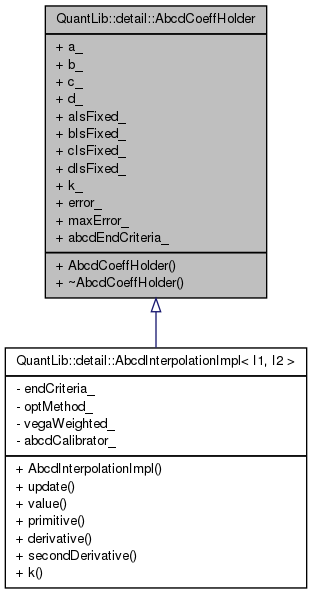 QuantLib::detail::AbcdCoeffHolder
+ a_
+ b_
+ c_
+ d_
+ aIsFixed_
+ bIsFixed_
+ cIsFixed_
+ dIsFixed_
+ k_
+ error_
+ maxError_
+ abcdEndCriteria_
+ AbcdCoeffHolder()
+ ~AbcdCoeffHolder()
QuantLib::detail::AbcdInterpolationImpl< I1, I2 >
- endCriteria_
- optMethod_
- vegaWeighted_
- abcdCalibrator_
+ AbcdInterpolationImpl()
+ update()
+ value()
+ primitive()
+ derivative()
+ secondDerivative()
+ k()